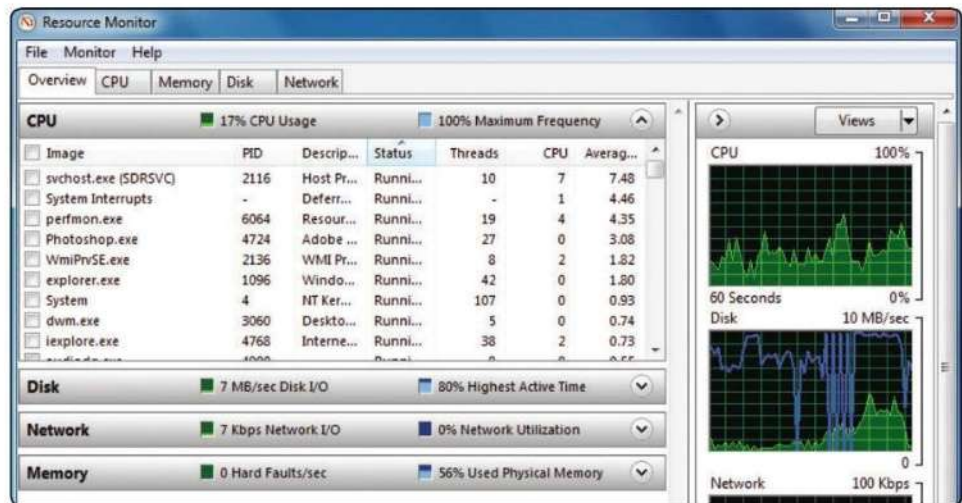 Resource Monitor
File Monitor Help
Overview CPU Memory Disk Network
CPU 17% CPU Usage 100% Maximum Frequency
Image PID Descrip... Status Threads CPU Averag...
svchost.exe (SDRSVC) 2116 Host Pr... Runni... 10 7 7.48
System Interrupts - Deferr... Runni... - 1 4.46
perfmon.exe 6064 Resour... Runni... 19 4 4.35
Photoshop.exe 4724 Adobe ... Runni... 27 0 3.08
WmiPrvSE.exe 2136 WMI Pr... Runni... 8 2 1.82
explorer.exe 1096 Windo... Runni... 42 0 1.80
System 4 NT Ker... Runni... 107 0 0.93
dwm.exe 3060 Deskto... Runni... 5 0 0.74
iexplore.exe 4768 Interne... Runni... 38 2 0.73
Disk 7 MB/sec Disk I/O 80% Highest Active Time
Network 7 Kbps Network I/O 0% Network Utilization
Memory 0 Hard Faults/sec 56% Used Physical Memory
Views
CPU 100%
60 Seconds 0%
Disk 10 MB/sec
0
Network 100 Kbps